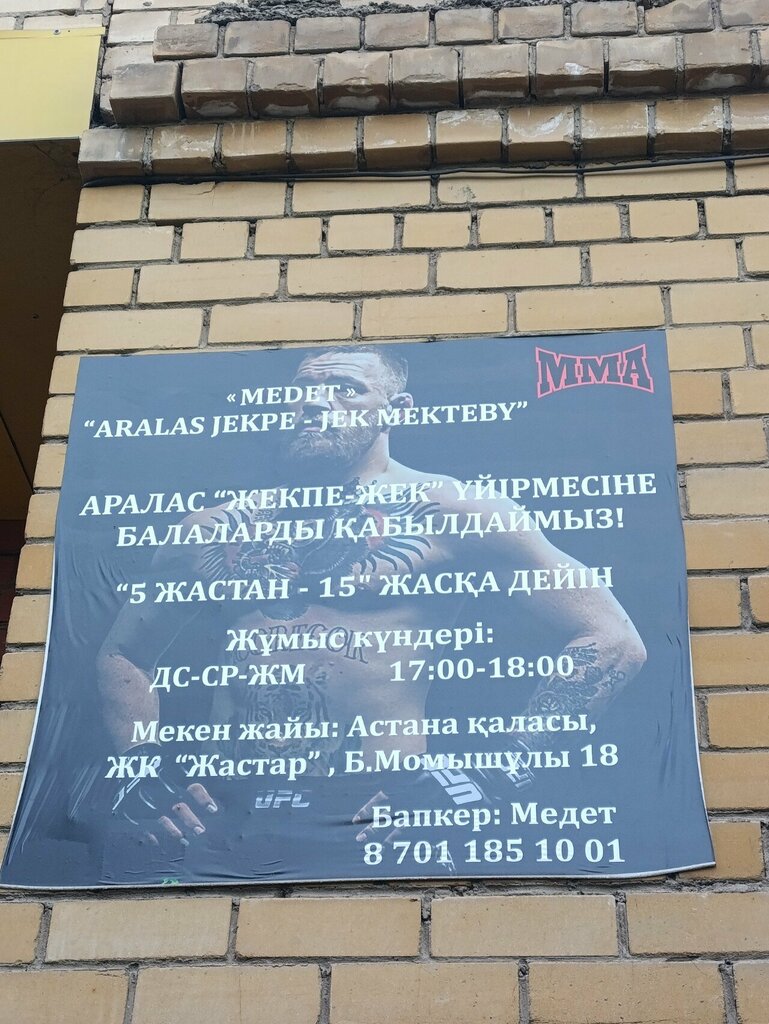 MMA
« MEDET »
“ARALAS JEKPE - JEK MEKTEBY”
АРАЛАС “ЖЕКПЕ-ЖЕК” ҮЙІРМЕСІНЕ
БАЛАЛАРДЫ ҚАБЫЛДАЙМЫЗ!
“5 ЖАСТАН - 15" ЖАСҚА ДЕЙІН
Жұмыс күндері:
ДС-СР-ЖМ 17:00-18:00
Мекен жайы: Астана қаласы,
ЖК “Жастар” , Б.Момышұлы 18
UFC
Бапкер: Медет
8 701 185 10 01